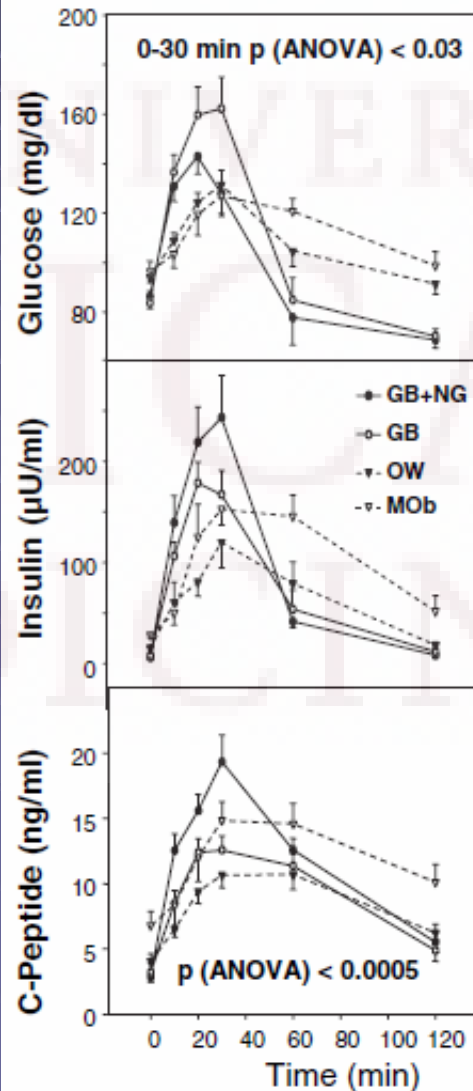 200
0-30 min p (ANOVA) < 0.03
160
120
80
Glucose (mg/dl)
GB+NG
GB
OW
MOb
200
100
0
Insulin (µU/ml)
20
15
10
5
0
C-Peptide (ng/ml)
p (ANOVA) < 0.0005
0 20 40 60 80 100 120
Time (min)